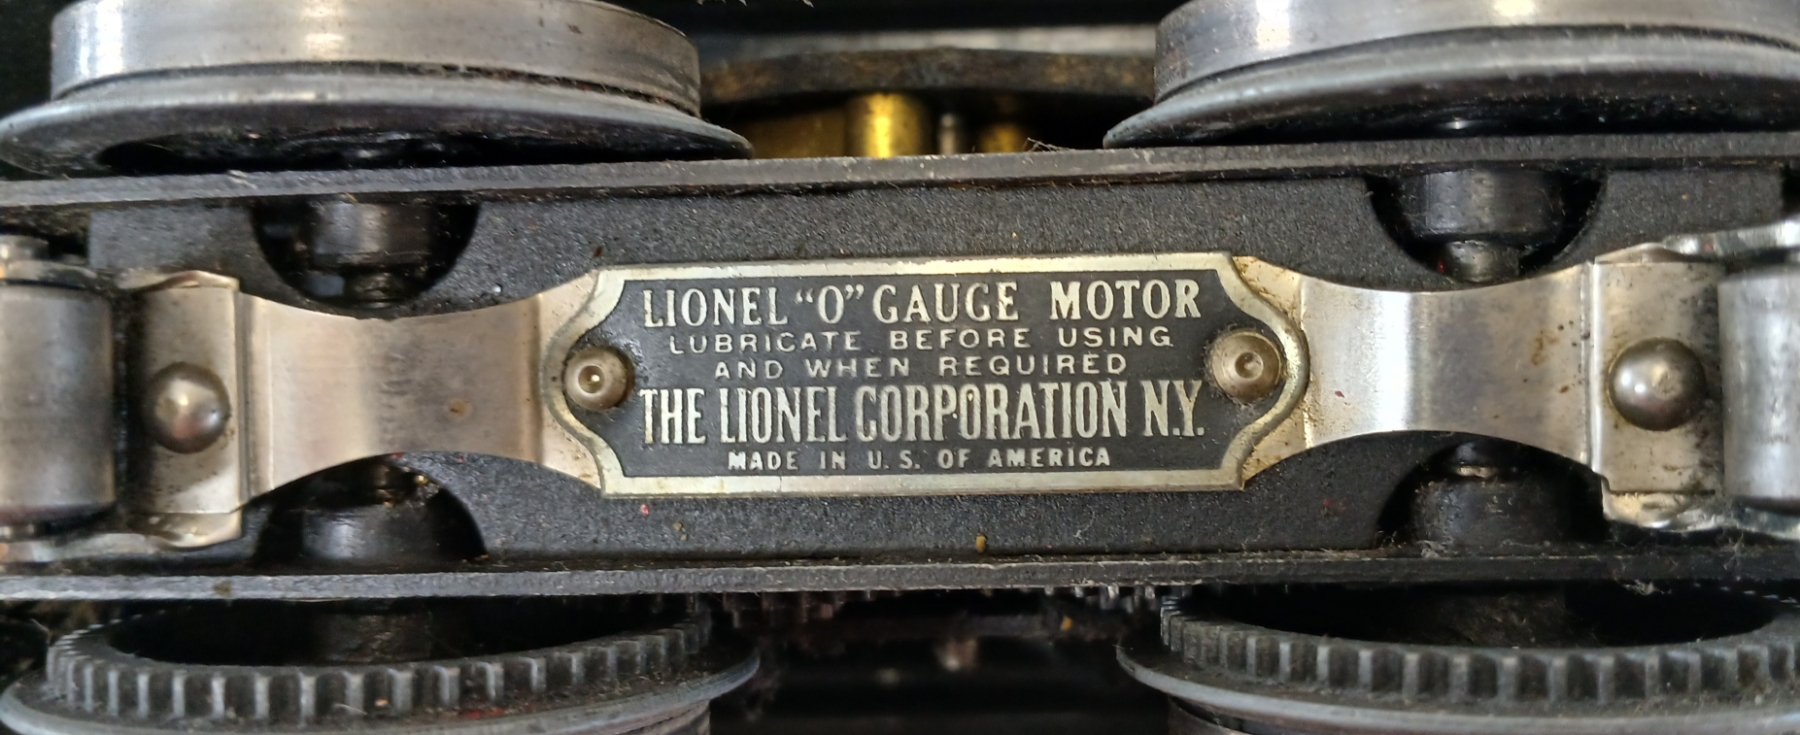 LIONEL “O” GAUGE MOTOR
LUBRICATE BEFORE USING
AND WHEN REQUIRED
THE LIONEL CORPORATION N.Y.
MADE IN U.S. OF AMERICA